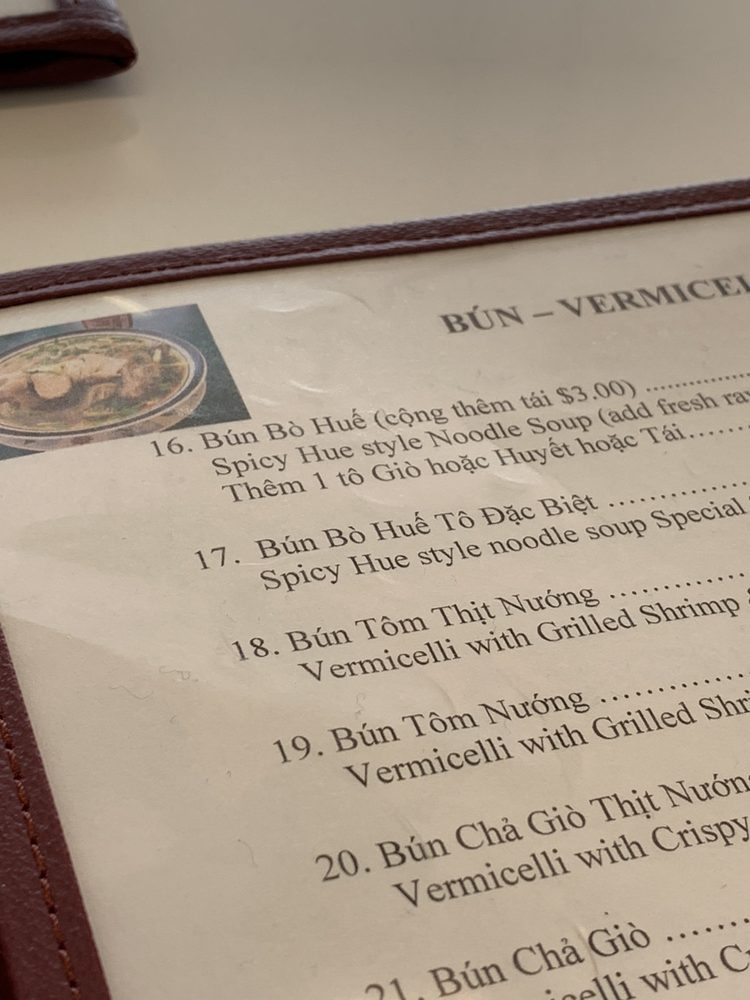 BÚN – VERMICEL
16. Bún Bò Huế (cộng thêm tái $3.00) ....................
Spicy Hue style Noodle Soup (add fresh ra
Thêm 1 tô Giò hoặc Huyết hoặc Tái......
17. Bún Bò Huế Tô Đặc Biệt ....................
Spicy Hue style noodle soup Special
18. Bún Tôm Thịt Nướng ....................
Vermicelli with Grilled Shrimp
19. Bún Tôm Nướng ....................
Vermicelli with Grilled Shri
20. Bún Chả Giò Thịt Nướn
Vermicelli with Crispy
21. Bún Chả Giò ........
icelli with C